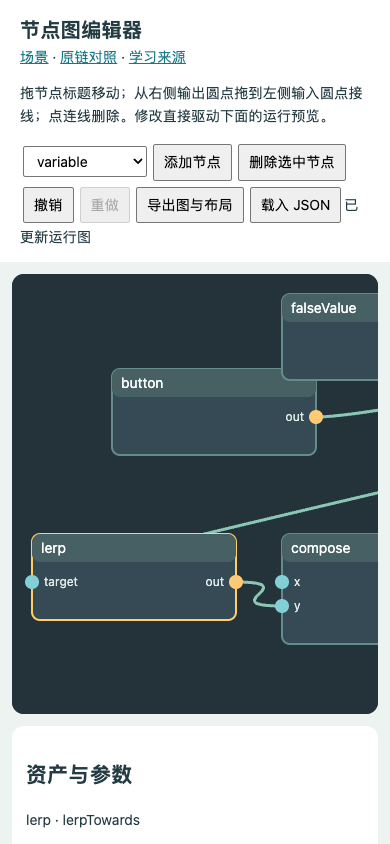 节点图编辑器
场景 · 原链对照 · 学习来源
拖节点标题移动；从右侧输出圆点拖到左侧输入圆点接
线；点连线删除。修改直接驱动下面的运行预览。
variable 添加节点 删除选中节点
撤销 重做 导出图与布局 载入 JSON 已
更新运行图
falseValue
button
out
lerp compose
target out x
y
资产与参数
lerp · lerpTowards